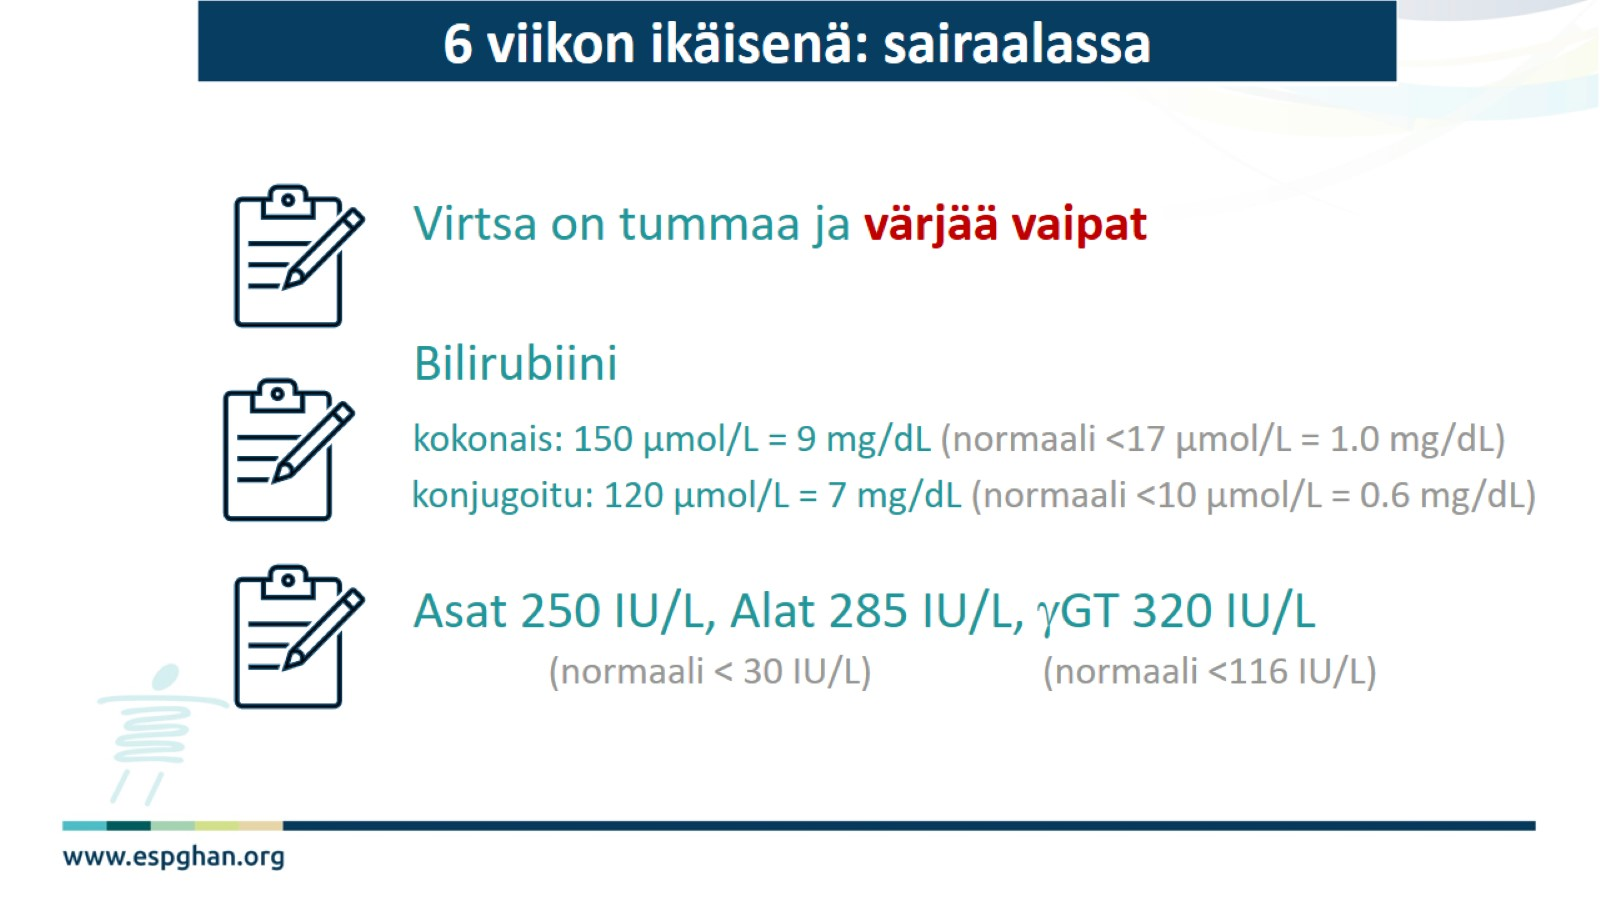 6 viikon ikäisenä: sairaalassa
Virtsa on tummaa ja värjää vaipat
Bilirubiini
kokonais: 150 μmol/L = 9 mg/dL (normaali <17 μmol/L = 1.0 mg/dL)
konjugoitu: 120 μmol/L = 7 mg/dL (normaali <10 μmol/L = 0.6 mg/dL)
Asat 250 IU/L, Alat 285 IU/L, γGT 320 IU/L
(normaali < 30 IU/L) (normaali <116 IU/L)
www.espghan.org